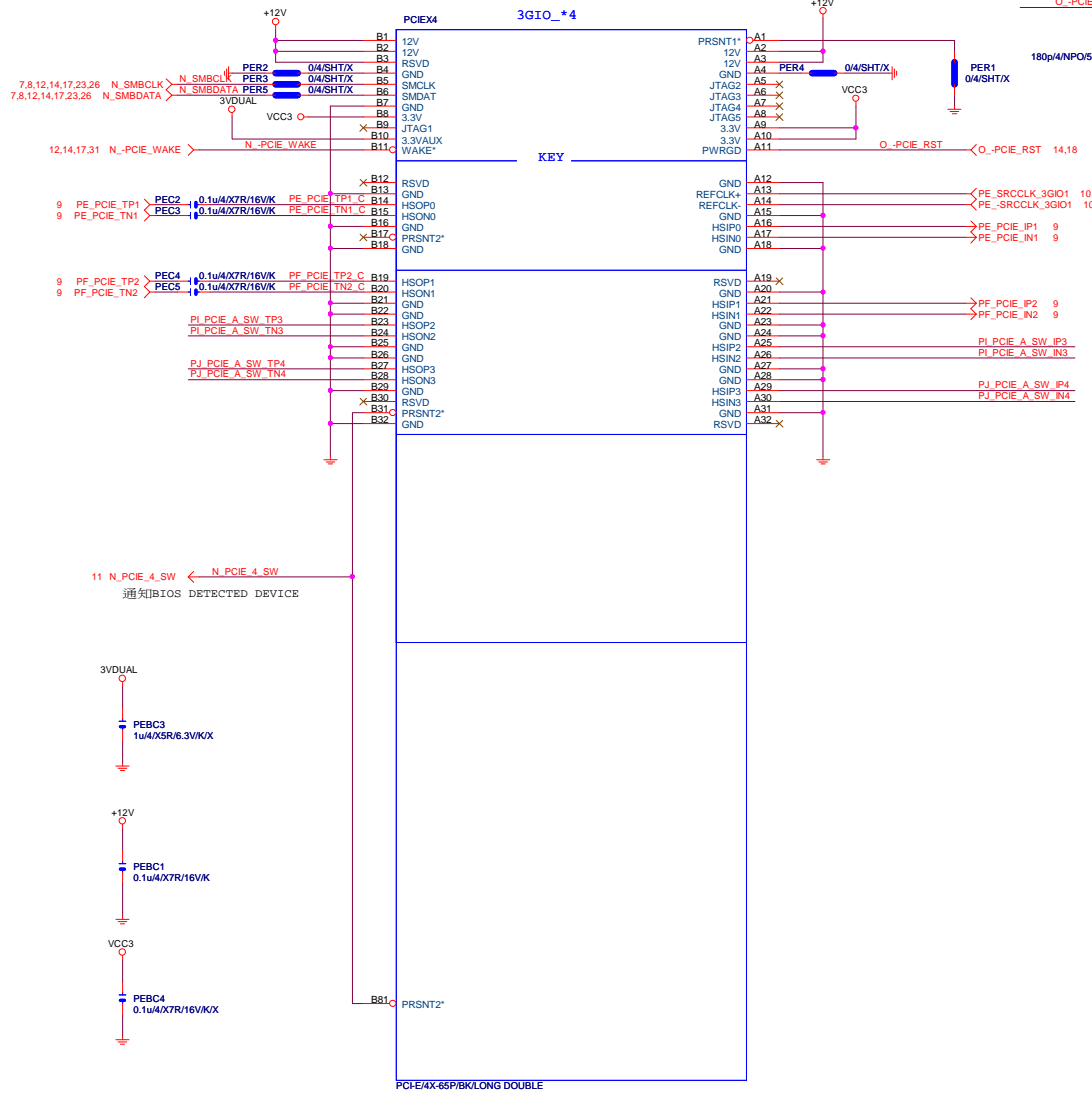 O_-PCIE
+12V
3GIO_*4
+12V
PCIEX4
B1 12V PRSNT1* A1
B2 12V 12V A2
B3 RSVD 12V A3
PER2 0/4/SHT/X B4 GND GND A4 PER4 0/4/SHT/X
7,8,12,14,17,23,26 N_SMBCLK N_SMBCLK PER3 0/4/SHT/X B5 SMCLK JTAG2 A5
7,8,12,14,17,23,26 N_SMBDATA N_SMBDATA PER5 0/4/SHT/X B6 SMDAT JTAG3 A6
180p/4/NPO/5
PER1
0/4/SHT/X
3VDUAL B7 GND JTAG4 A7 VCC3
VCC3 B8 3.3V JTAG5 A8
B9 JTAG1 3.3V A9
B10 3.3VAUX 3.3V A10
12,14,17,31 N_-PCIE_WAKE N_-PCIE_WAKE B11 WAKE* PWRGD A11 O_-PCIE_RST O_-PCIE_RST 14,18
KEY
B12 RSVD GND A12
B13 GND REFCLK+ A13 PE_SRCCLK_3GIO1 10
9 PE_PCIE_TP1 PEC2 0.1u/4/X7R/16V/K PE_PCIE_TP1_C B14 HSOP0 REFCLK- A14 PE_-SRCCLK_3GIO1 10
9 PE_PCIE_TN1 PEC3 0.1u/4/X7R/16V/K PE_PCIE_TN1_C B15 HSON0 GND A15
B16 GND HSIP0 A16 PE_PCIE_IP1 9
B17 PRSNT2* HSIN0 A17 PE_PCIE_IN1 9
B18 GND GND A18
9 PF_PCIE_TP2 PEC4 0.1u/4/X7R/16V/K PF_PCIE_TP2_C B19 HSOP1 RSVD A19
9 PF_PCIE_TN2 PEC5 0.1u/4/X7R/16V/K PF_PCIE_TN2_C B20 HSON1 GND A20
B21 GND HSIP1 A21 PF_PCIE_IP2 9
B22 GND HSIN1 A22 PF_PCIE_IN2 9
PI_PCIE_A_SW_TP3 B23 HSOP2 GND A23
PI_PCIE_A_SW_TN3 B24 HSON2 GND A24
B25 GND HSIP2 A25 PI_PCIE_A_SW_IP3
B26 GND HSIN2 A26 PI_PCIE_A_SW_IN3
PJ_PCIE_A_SW_TP4 B27 HSOP3 GND A27
PJ_PCIE_A_SW_TN4 B28 HSON3 GND A28
B29 GND HSIP3 A29 PJ_PCIE_A_SW_IP4
B30 RSVD HSIN3 A30 PJ_PCIE_A_SW_IN4
B31 PRSNT2* GND A31
B32 GND RSVD A32
11 N_PCIE_4_SW N_PCIE_4_SW
通知BIOS DETECTED DEVICE
3VDUAL
PEBC3
1u/4/X5R/6.3V/K/X
+12V
PEBC1
0.1u/4/X7R/16V/K
VCC3
PEBC4
0.1u/4/X7R/16V/K/X
B81 PRSNT2*
PCI-E/4X-65P/BK/LONG DOUBLE